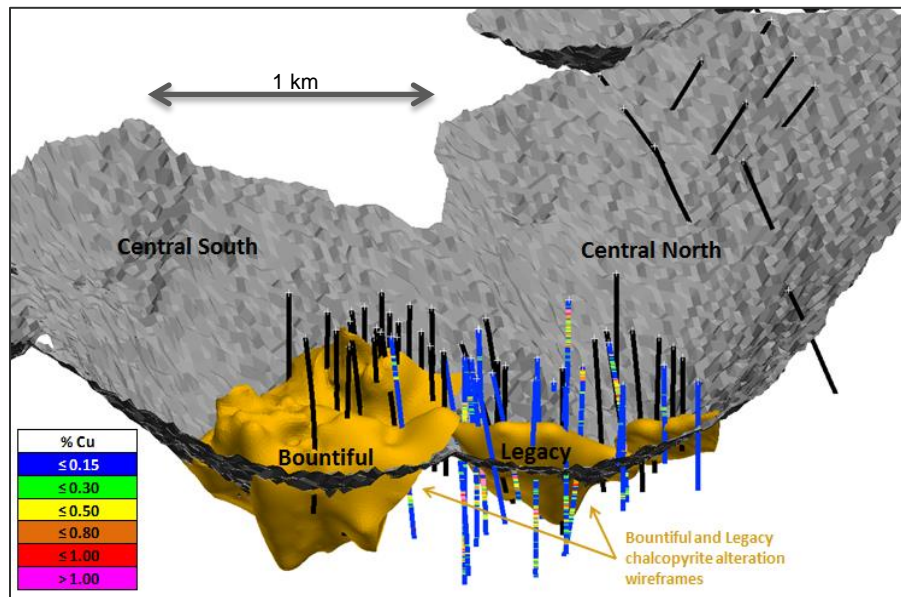 1 km
Central South
Central North
Bountiful
Legacy
% Cu
≤ 0.15
≤ 0.30
≤ 0.50
≤ 0.80
≤ 1.00
> 1.00
Bountiful and Legacy
chalcopyrite alteration
wireframes